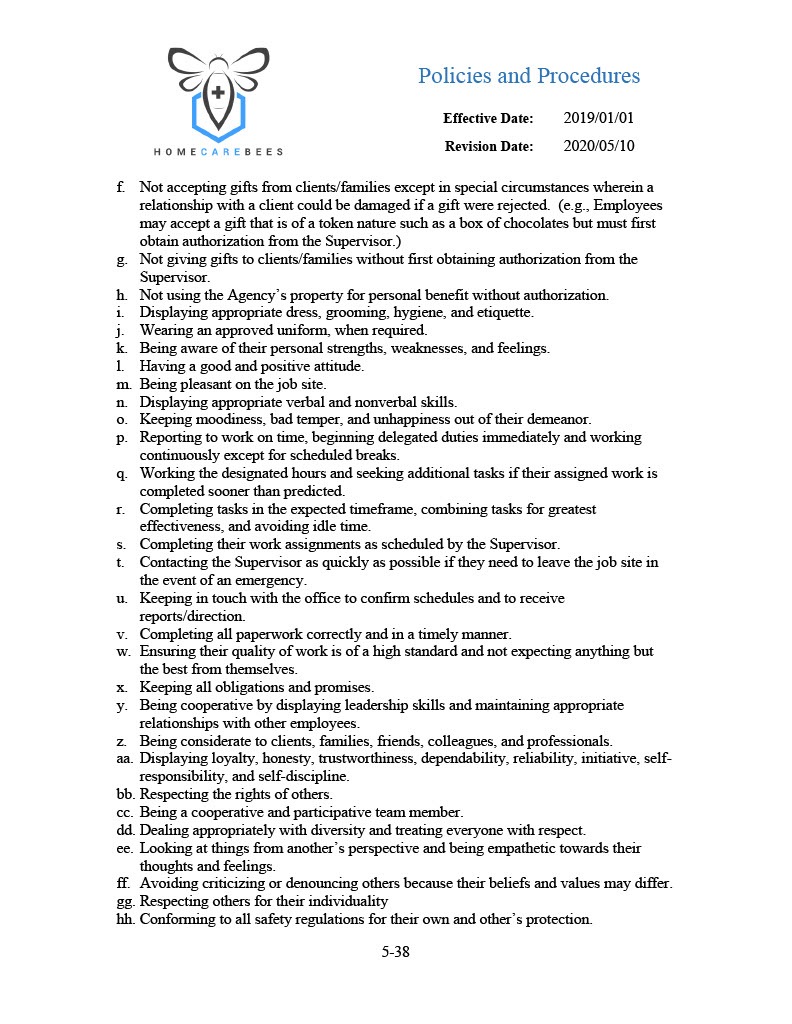 Policies and Procedures
Effective Date: 2019/01/01
Revision Date: 2020/05/10
HOMECAREBEES
f. Not accepting gifts from clients/families except in special circumstances wherein a
relationship with a client could be damaged if a gift were rejected. (e.g., Employees
may accept a gift that is of a token nature such as a box of chocolates but must first
obtain authorization from the Supervisor.)
g. Not giving gifts to clients/families without first obtaining authorization from the
Supervisor.
h. Not using the Agency’s property for personal benefit without authorization.
i. Displaying appropriate dress, grooming, hygiene, and etiquette.
j. Wearing an approved uniform, when required.
k. Being aware of their personal strengths, weaknesses, and feelings.
l. Having a good and positive attitude.
m. Being pleasant on the job site.
n. Displaying appropriate verbal and nonverbal skills.
o. Keeping moodiness, bad temper, and unhappiness out of their demeanor.
p. Reporting to work on time, beginning delegated duties immediately and working
continuously except for scheduled breaks.
q. Working the designated hours and seeking additional tasks if their assigned work is
completed sooner than predicted.
r. Completing tasks in the expected timeframe, combining tasks for greatest
effectiveness, and avoiding idle time.
s. Completing their work assignments as scheduled by the Supervisor.
t. Contacting the Supervisor as quickly as possible if they need to leave the job site in
the event of an emergency.
u. Keeping in touch with the office to confirm schedules and to receive
reports/direction.
v. Completing all paperwork correctly and in a timely manner.
w. Ensuring their quality of work is of a high standard and not expecting anything but
the best from themselves.
x. Keeping all obligations and promises.
y. Being cooperative by displaying leadership skills and maintaining appropriate
relationships with other employees.
z. Being considerate to clients, families, friends, colleagues, and professionals.
aa. Displaying loyalty, honesty, trustworthiness, dependability, reliability, initiative, self-
responsibility, and self-discipline.
bb. Respecting the rights of others.
cc. Being a cooperative and participative team member.
dd. Dealing appropriately with diversity and treating everyone with respect.
ee. Looking at things from another’s perspective and being empathetic towards their
thoughts and feelings.
ff. Avoiding criticizing or denouncing others because their beliefs and values may differ.
gg. Respecting others for their individuality
hh. Conforming to all safety regulations for their own and other’s protection.
5-38